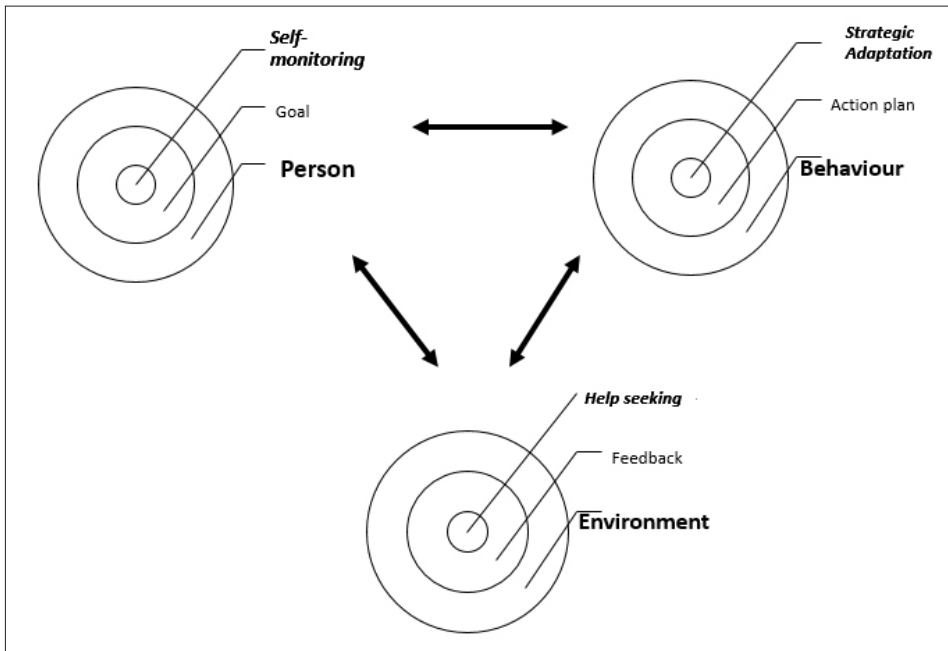 Self-
monitoring
Goal
Person
Strategic
Adaptation
Action plan
Behaviour
Help seeking
Feedback
Environment